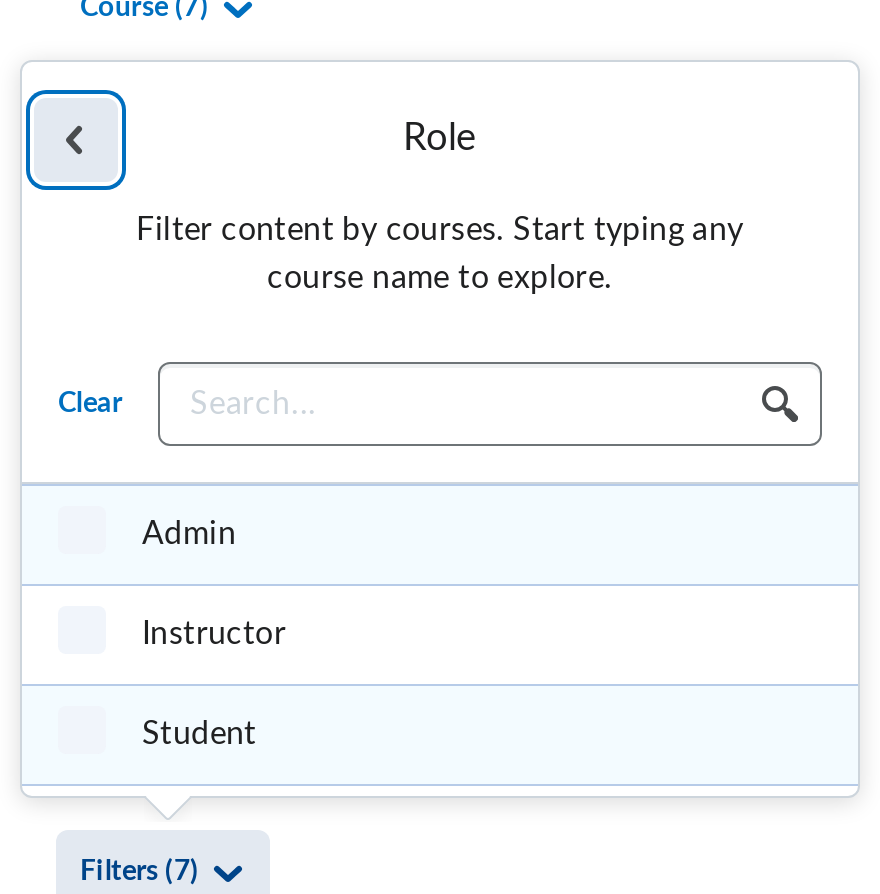 Course (7)
Role
Filter content by courses. Start typing any
course name to explore.
Clear
Search...
Admin
Instructor
Student
Filters (7)